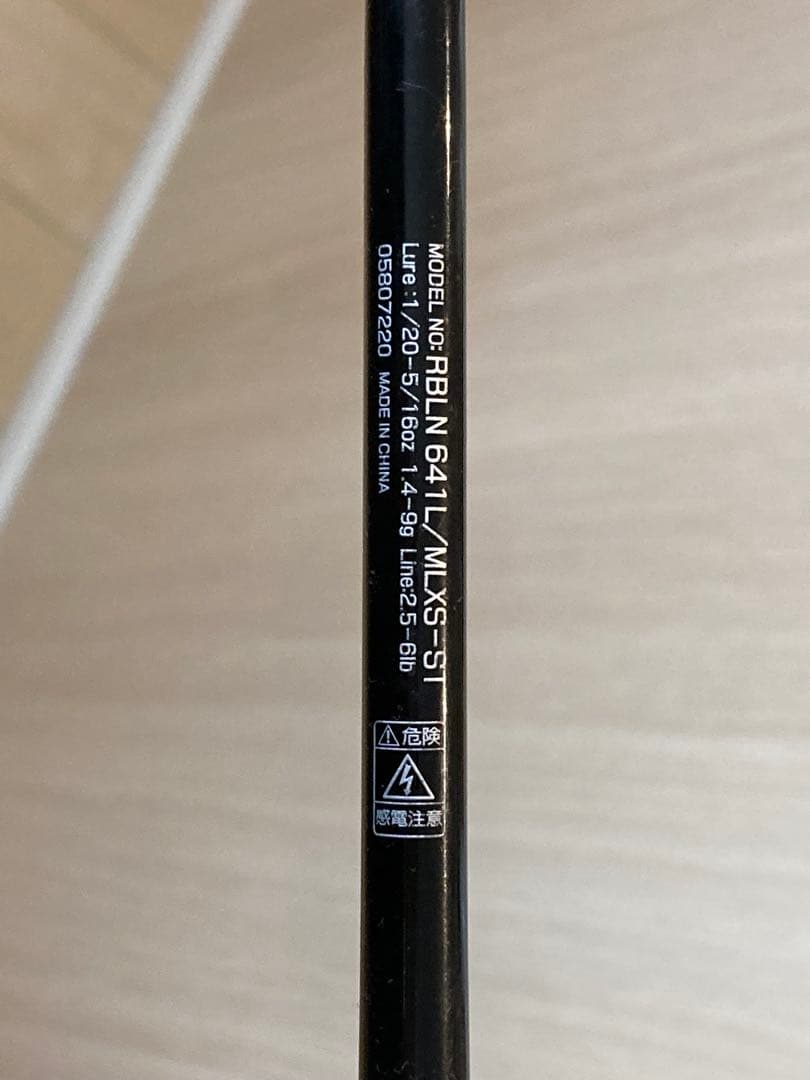 MODEL NO: RBLN 641L/MLXS-ST
Lure :1/20-5/16oz 1.4-9g Line:2.5-6lb
05807220 MADE IN CHINA
⚠危険
感電注意